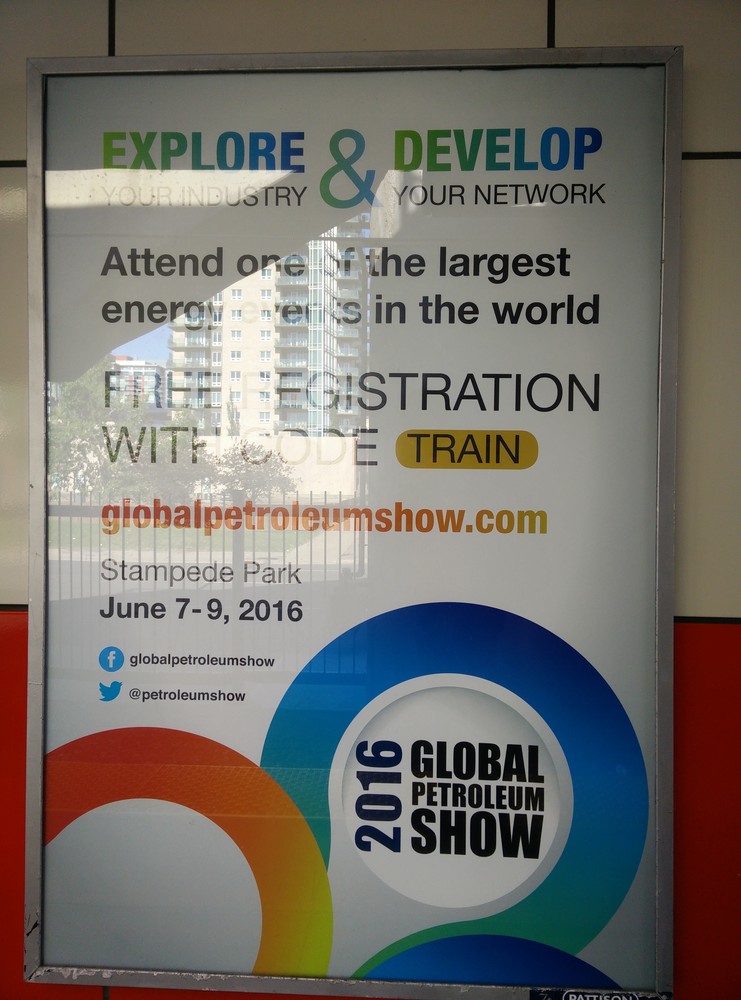 EXPLORE & DEVELOP
YOUR INDUSTRY YOUR NETWORK
Attend one of the largest
energy events in the world
FREE REGISTRATION
WITH CODE TRAIN
globalpetroleumshow.com
Stampede Park
June 7-9, 2016
globalpetroleumshow
@petroleumshow
2016
GLOBAL
PETROLEUM
SHOW
PATTISON